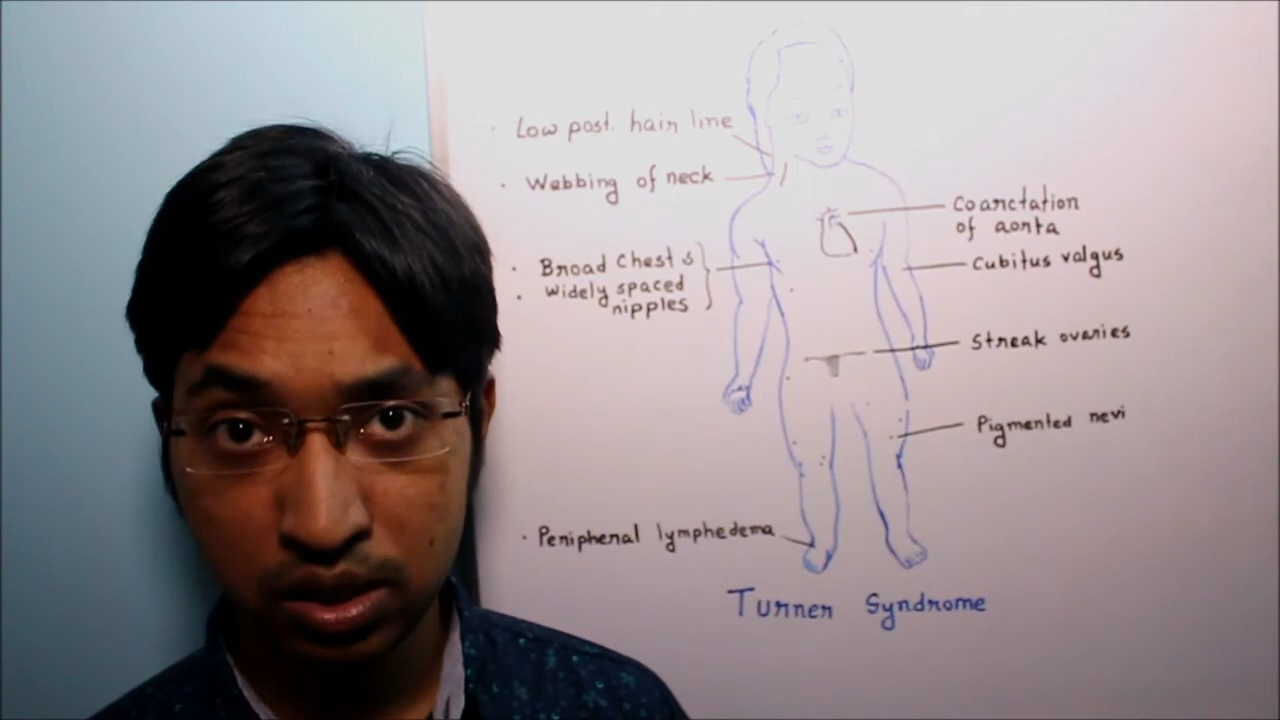 · Low post. hair line
· Webbing of neck
· Broad Chest &
· Widely spaced
nipples
· Peripheral lymphedema
Coarctation
of aorta
Cubitus valgus
Streak ovaries
Pigmented nevi
Turner Syndrome